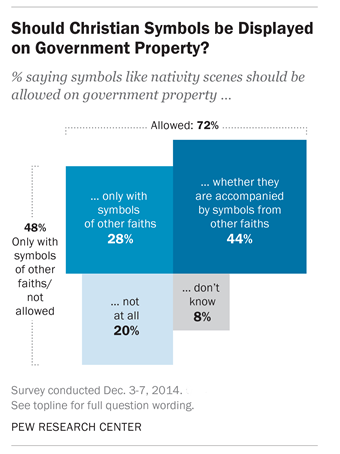 Should Christian Symbols be Displayed
on Government Property?
% saying symbols like nativity scenes should be
allowed on government property ...
Allowed: 72%
... only with
symbols
of other faiths
28%
... whether they
are accompanied
by symbols from
other faiths
44%
48%
Only with
symbols
of other
faiths/
not
allowed
... not
at all
20%
... don't
know
8%
Survey conducted Dec. 3-7, 2014.
See topline for full question wording.
PEW RESEARCH CENTER